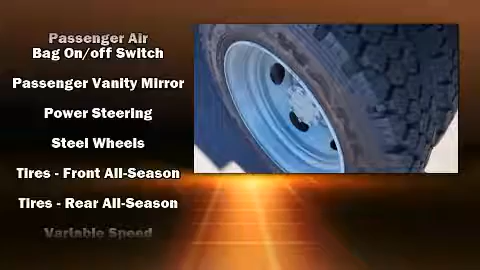 Passenger Air
Bag On/off Switch
Passenger Vanity Mirror
Power Steering
Steel Wheels
Tires - Front All-Season
Tires - Rear All-Season
Variable Speed